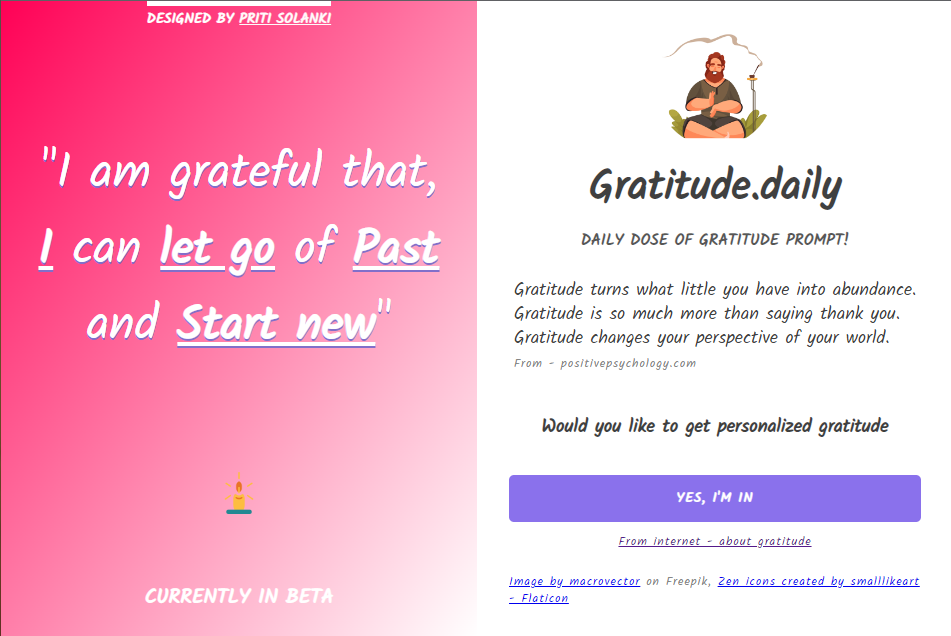 DESIGNED BY PRITI SOLANKI
"I am grateful that,
I can let go of Past
and Start new"
CURRENTLY IN BETA
Gratitude.daily
DAILY DOSE OF GRATITUDE PROMPT!
Gratitude turns what little you have into abundance.
Gratitude is so much more than saying thank you.
Gratitude changes your perspective of your world.
From - positivepsychology.com
Would you like to get personalized gratitude
YES, I'M IN
From internet - about gratitude
Image by macrovector on Freepik, Zen icons created by smalllikeart
- Flaticon